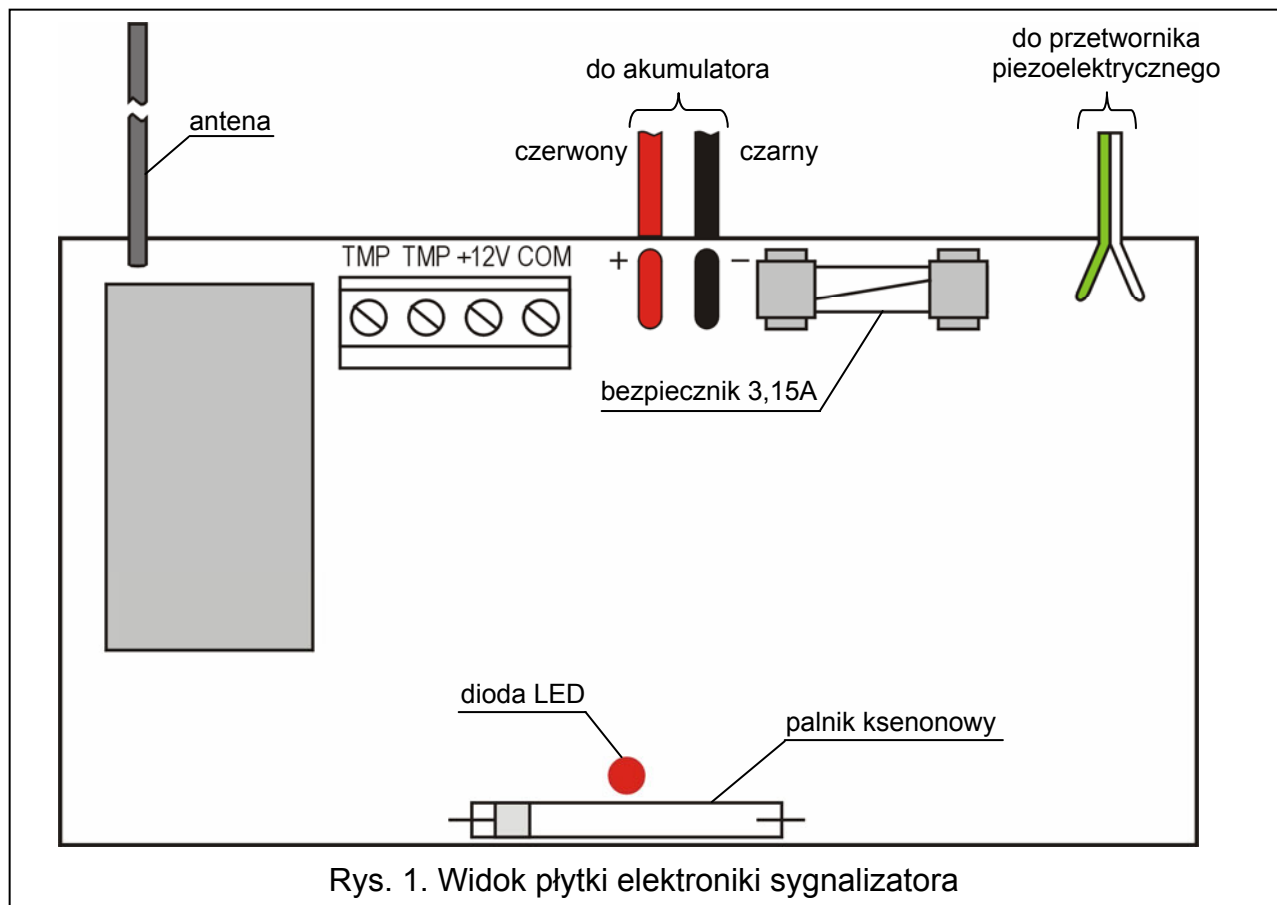 do przetwornika
piezoelektrycznego
do akumulatora
antena
czerwony
czarny
TMP TMP +12V COM
+
−
bezpiecznik 3,15A
dioda LED
palnik ksenonowy
Rys. 1. Widok płytki elektroniki sygnalizatora